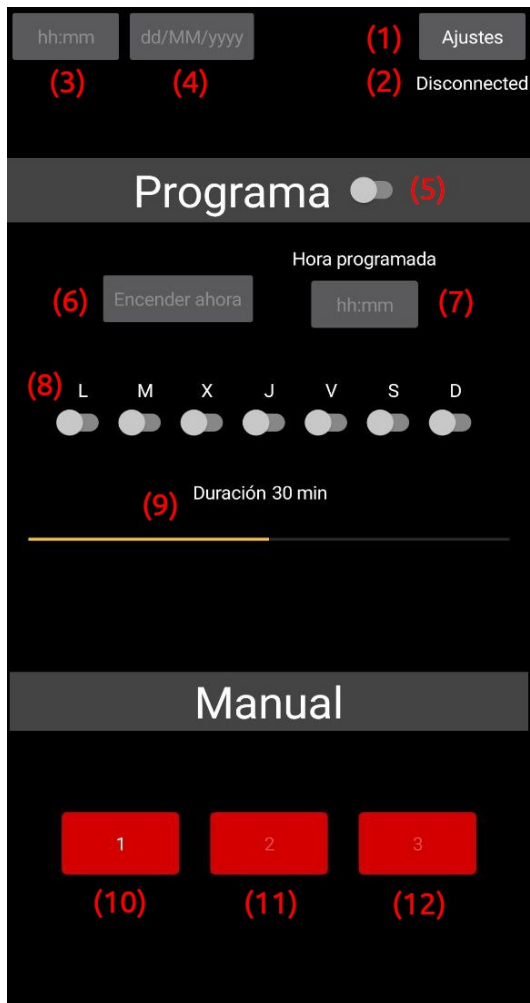 hh:mm dd/MM/yyyy (1) Ajustes
(3) (4) (2) Disconnected
Programa (5)
Hora programada
(6) Encender ahora hh:mm (7)
(8) L M X J V S D
(9) Duración 30 min
Manual
1 2 3
(10) (11) (12)